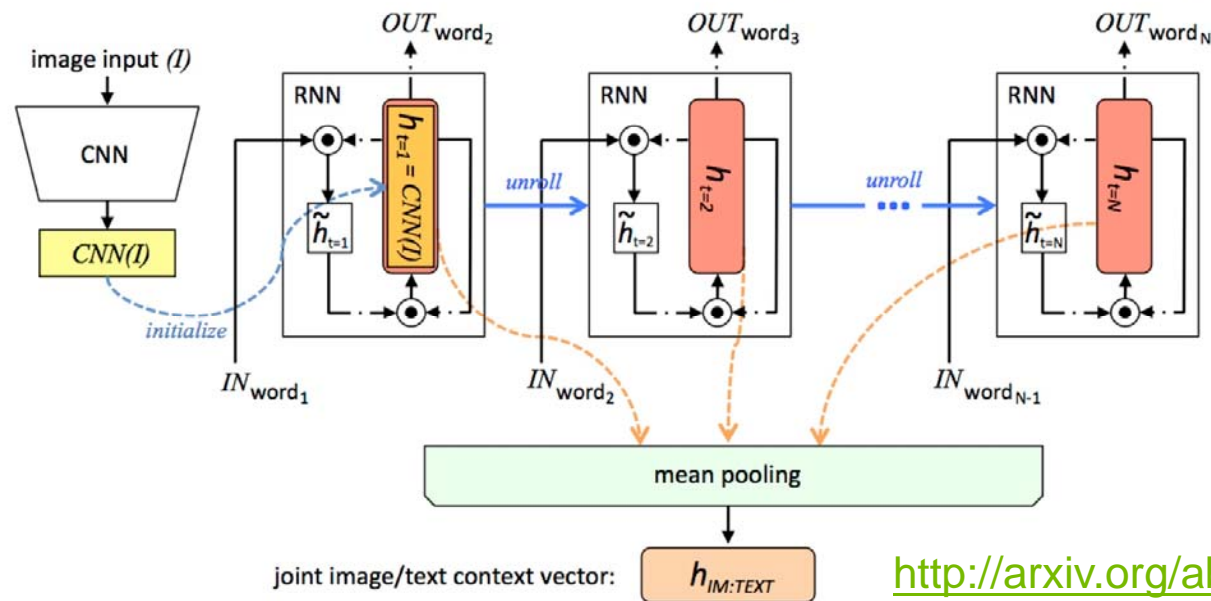 OUT word2 OUT word3 OUT wordN
image input (I)
RNN RNN RNN
CNN
h t=1 = CNN(I) h t=2 h t=N
unroll unroll
h̃ t=1 h̃ t=2 h̃ t=N
CNN(I)
initialize
IN word1 IN word2 IN wordN-1
mean pooling
joint image/text context vector: h IM:TEXT
http://arxiv.org/a